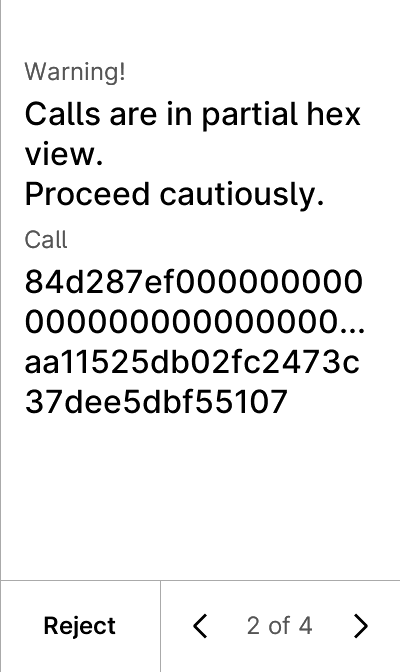 Warning!
Calls are in partial hex
view.
Proceed cautiously.
Call
84d287ef000000000
000000000000000...
aa11525db02fc2473c
37dee5dbf55107
Reject
2 of 4